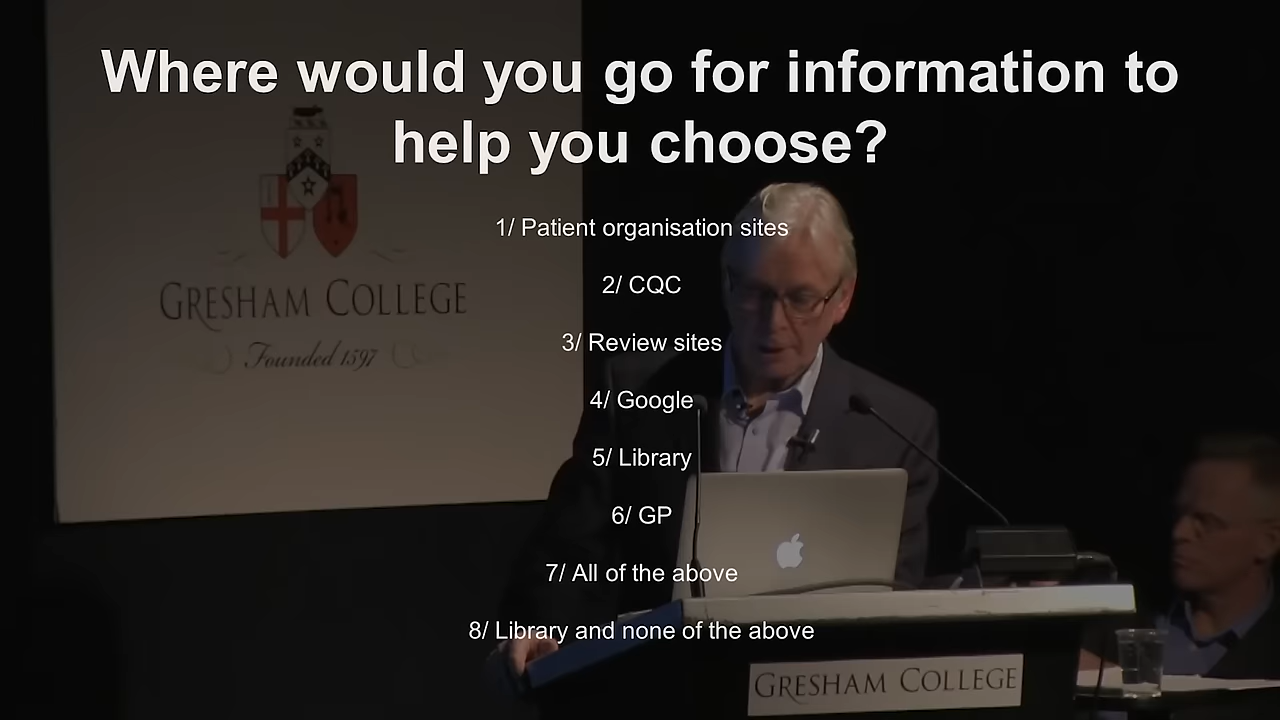 Where would you go for information to
help you choose?
1/ Patient organisation sites
2/ CQC
3/ Review sites
4/ Google
5/ Library
6/ GP
7/ All of the above
8/ Library and none of the above
GRESHAM COLLEGE
Founded 1597
GRESHAM COLLEGE